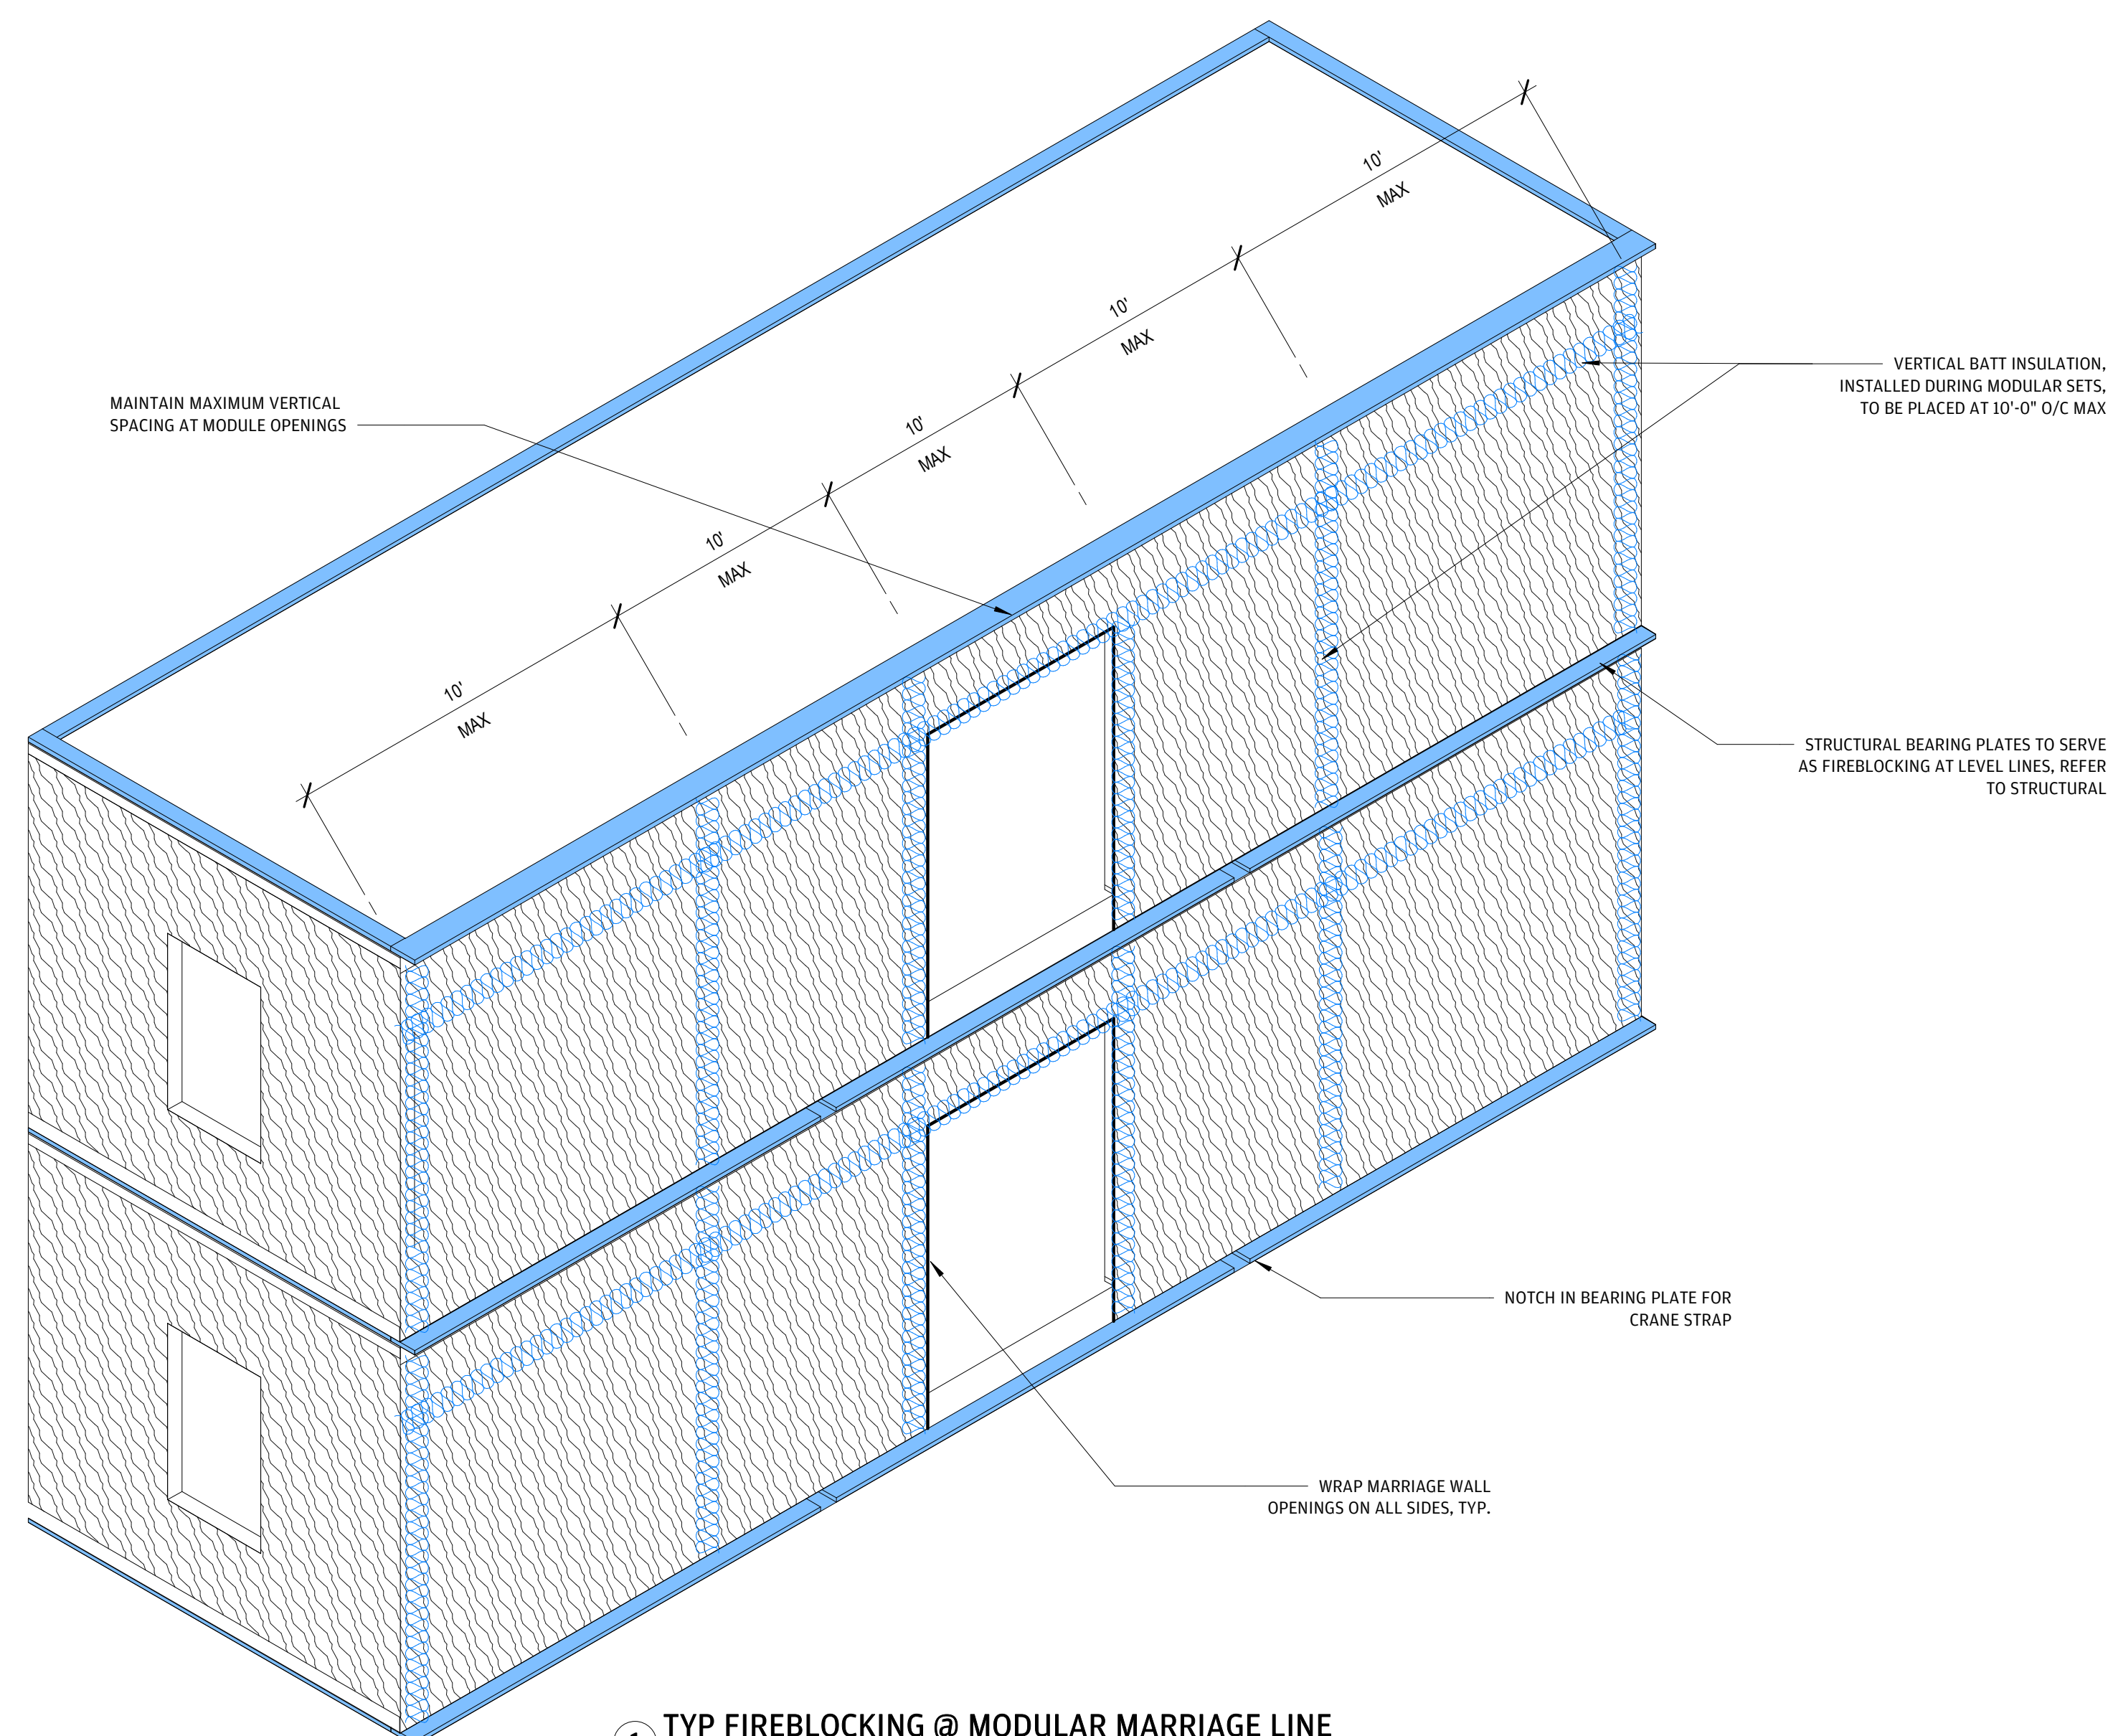 10'
MAX
10'
MAX
10'
MAX
10'
MAX
10'
MAX
MAINTAIN MAXIMUM VERTICAL
SPACING AT MODULE OPENINGS
VERTICAL BATT INSULATION,
INSTALLED DURING MODULAR SETS,
TO BE PLACED AT 10'-0" O/C MAX
STRUCTURAL BEARING PLATES TO SERVE
AS FIREBLOCKING AT LEVEL LINES, REFER
TO STRUCTURAL
NOTCH IN BEARING PLATE FOR
CRANE STRAP
WRAP MARRIAGE WALL
OPENINGS ON ALL SIDES, TYP.
TYP FIREBLOCKING @ MODULAR MARRIAGE LINE